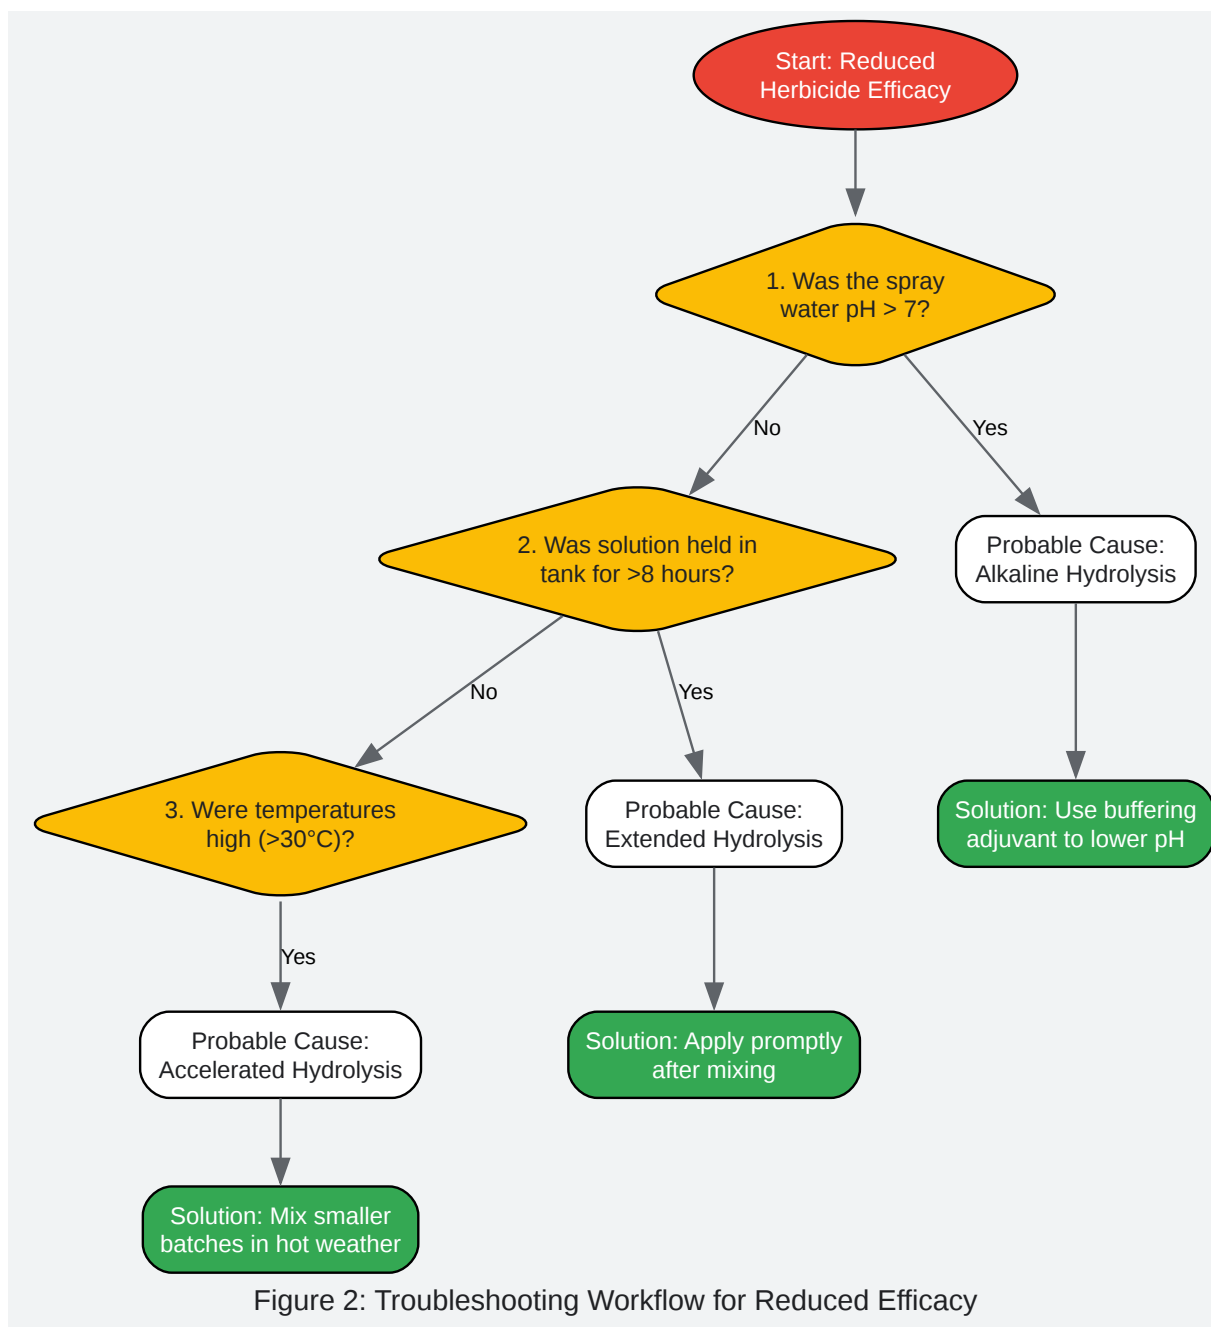 Start: Reduced
Herbicide Efficacy
1. Was the spray
water pH > 7?
No
Yes
2. Was solution held in
tank for >8 hours?
Probable Cause:
Alkaline Hydrolysis
No
Yes
3. Were temperatures
high (>30°C)?
Probable Cause:
Extended Hydrolysis
Solution: Use buffering
adjuvant to lower pH
Yes
Probable Cause:
Accelerated Hydrolysis
Solution: Apply promptly
after mixing
Solution: Mix smaller
batches in hot weather
Figure 2: Troubleshooting Workflow for Reduced Efficacy